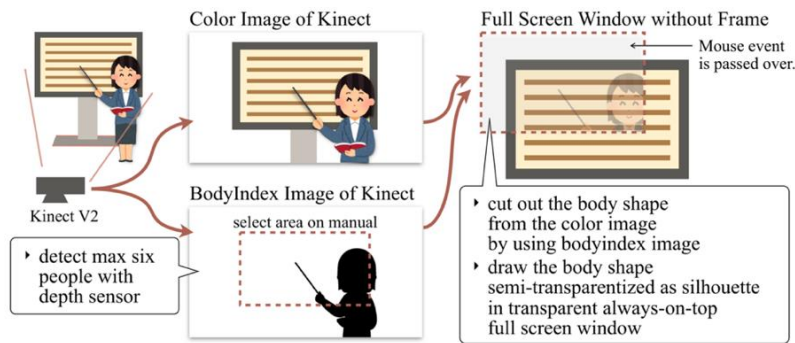 Color Image of Kinect
Full Screen Window without Frame
Mouse event
is passed over.
Kinect V2
BodyIndex Image of Kinect
select area on manual
‣ detect max six
people with
depth sensor
‣ cut out the body shape
from the color image
by using bodyindex image
‣ draw the body shape
semi-transparentized as silhouette
in transparent always-on-top
full screen window